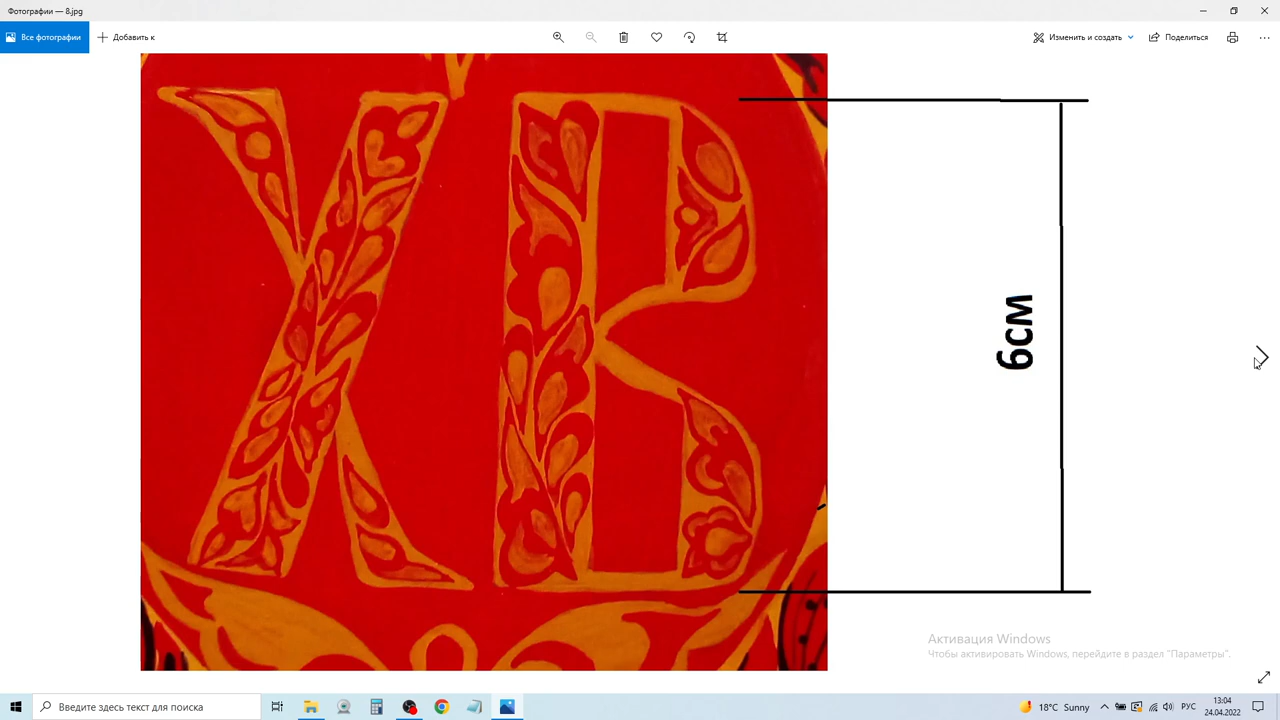 Фотографии — 8.jpg
Все фотографии
Добавить к
Изменить и создать
Поделиться
ХВ
6см
Активация Windows
Чтобы активировать Windows, перейдите в раздел "Параметры".
Введите здесь текст для поиска
18°C Sunny
РУС
13:04
24.04.2022